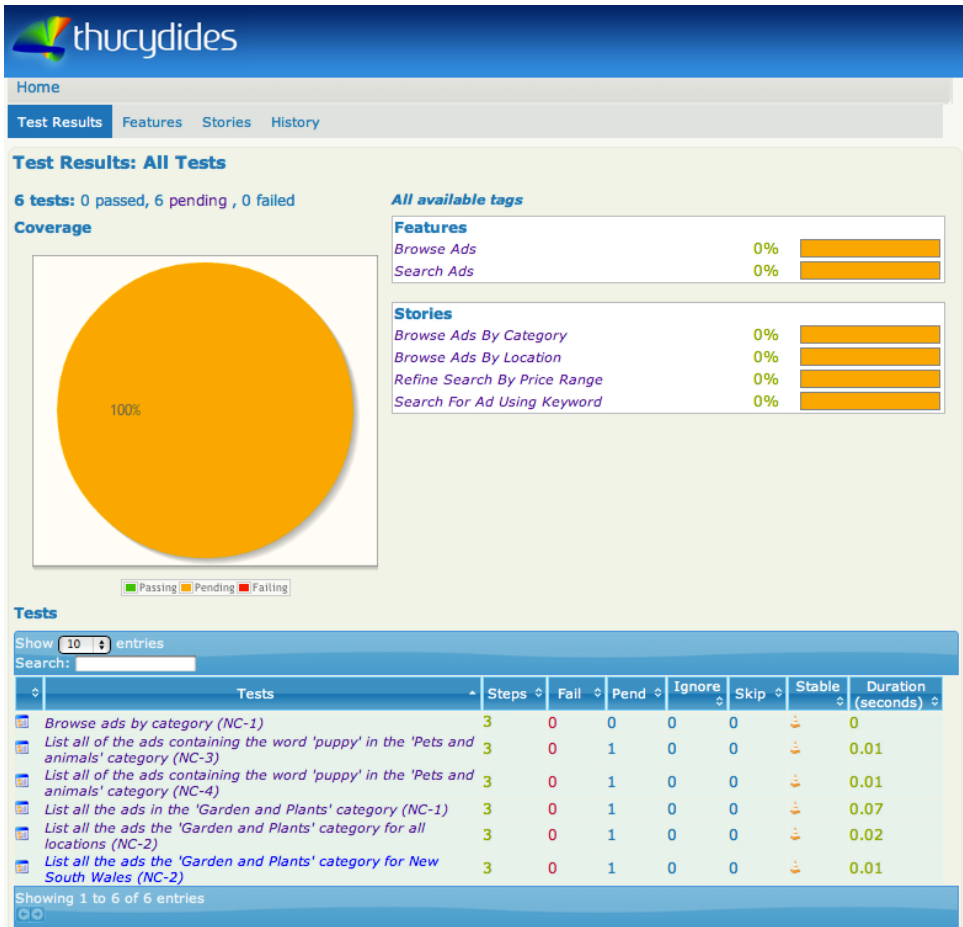 thucydides
Home
Test Results Features Stories History
Test Results: All Tests
6 tests: 0 passed, 6 pending , 0 failed
All available tags
Coverage
Features
Browse Ads 0%
Search Ads 0%
Stories
Browse Ads By Category 0%
Browse Ads By Location 0%
Refine Search By Price Range 0%
Search For Ad Using Keyword 0%
100%
Passing Pending Failing
Tests
Show 10 entries
Search:
Tests Steps Fail Pend Ignore Skip Stable Duration
(seconds)
Browse ads by category (NC-1) 3 0 0 0 0 0
List all of the ads containing the word 'puppy' in the 'Pets and
animals' category (NC-3) 3 0 1 0 0 0.01
List all of the ads containing the word 'puppy' in the 'Pets and
animals' category (NC-4) 3 0 1 0 0 0.01
List all the ads in the 'Garden and Plants' category (NC-1) 3 0 1 0 0 0.07
List all the ads the 'Garden and Plants' category for all
locations (NC-2) 3 0 1 0 0 0.02
List all the ads the 'Garden and Plants' category for New
South Wales (NC-2) 3 0 1 0 0 0.01
Showing 1 to 6 of 6 entries